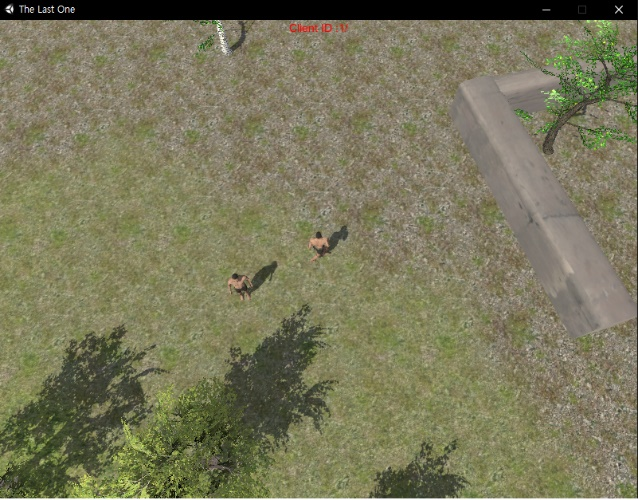 The Last One
Client ID : 0